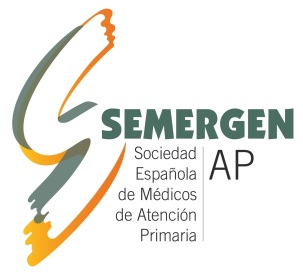 SEMERGEN
Sociedad
Española
de Médicos
de Atención
Primaria
AP